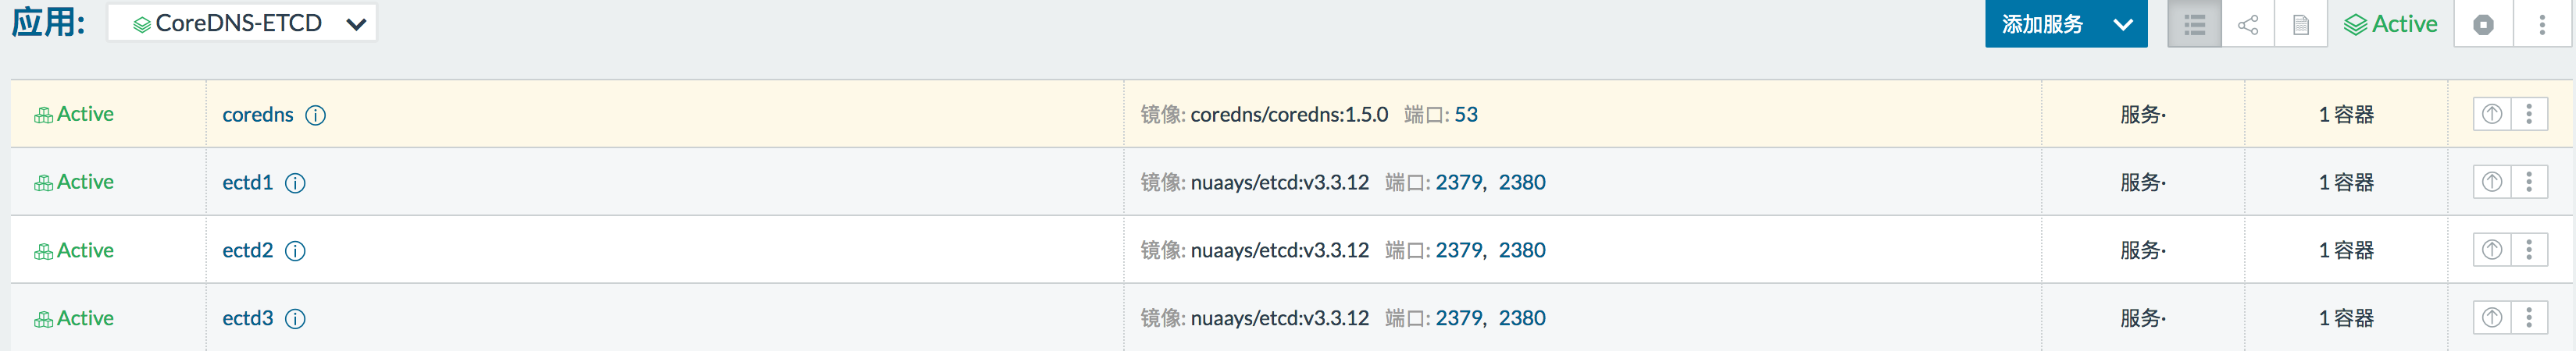 应用: CoreDNS-ETCD 添加服务 Active
Active coredns 镜像: coredns/coredns:1.5.0 端口: 53 服务· 1 容器
Active ectd1 镜像: nuaays/etcd:v3.3.12 端口: 2379, 2380 服务· 1 容器
Active ectd2 镜像: nuaays/etcd:v3.3.12 端口: 2379, 2380 服务· 1 容器
Active ectd3 镜像: nuaays/etcd:v3.3.12 端口: 2379, 2380 服务· 1 容器